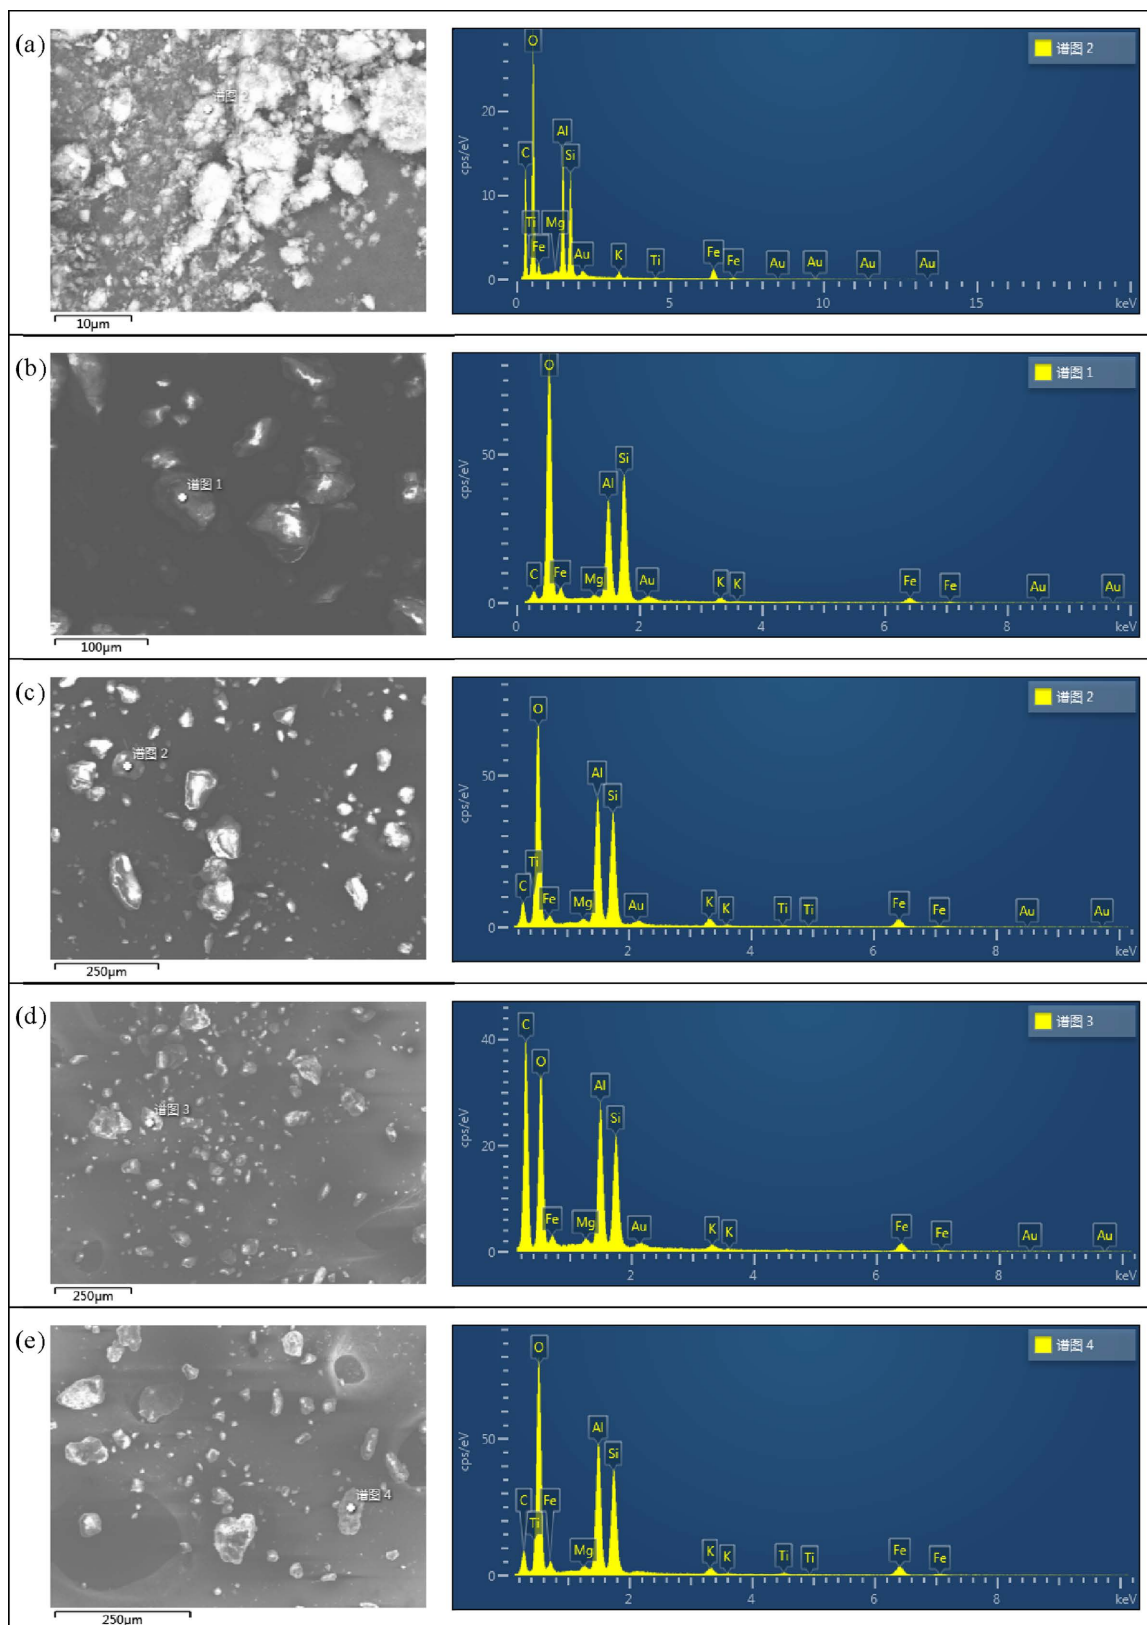 (a)
谱图 2
10μm
谱图 2
cps/eV
20
10
0
O
Al
C
Si
Ti
Mg
Fe
Au
K
Ti
Fe
Fe
Au
Au
Au
Au
0 5 10 15 keV
(b)
谱图 1
100μm
谱图 1
cps/eV
50
0
O
Si
Al
C
Fe
Mg
Au
K
K
Fe
Fe
Au
Au
0 2 4 6 8 keV
(c)
谱图 2
250μm
谱图 2
cps/eV
50
0
O
Al
Si
Ti
C
Fe
Mg
Au
K
K
Ti
Ti
Fe
Fe
Au
Au
2 4 6 8 keV
(d)
谱图 3
250μm
谱图 3
cps/eV
40
20
0
C
O
Al
Si
Fe
Mg
Au
K
K
Fe
Fe
Au
Au
2 4 6 8 keV
(e)
谱图 4
250μm
谱图 4
cps/eV
50
0
O
Al
Si
C
Fe
Ti
Mg
K
K
Ti
Ti
Fe
Fe
2 4 6 8 keV